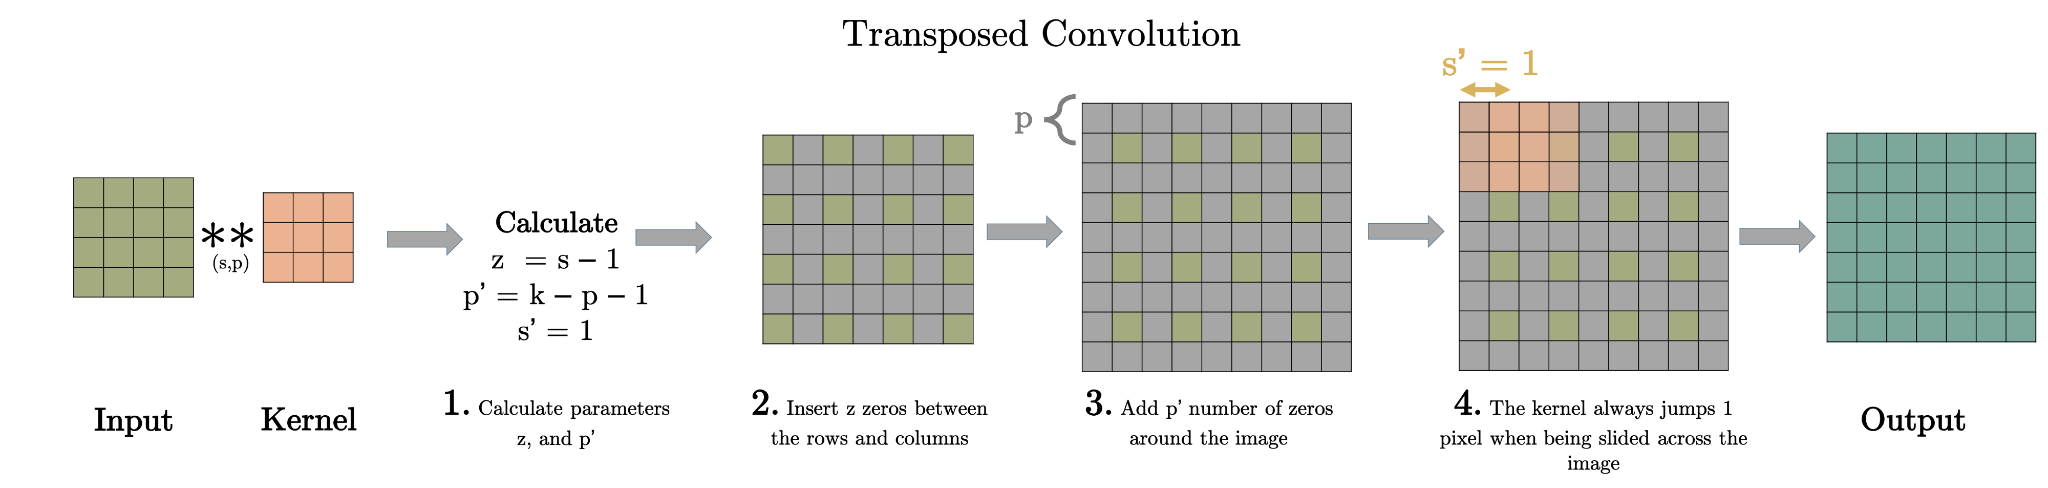 Transposed Convolution
s’ = 1
p
**
(s,p)
Calculate
z = s – 1
p’ = k – p – 1
s’ = 1
Input
Kernel
1. Calculate parameters
z, and p’
2. Insert z zeros between
the rows and columns
3. Add p’ number of zeros
around the image
4. The kernel always jumps 1
pixel when being slided across the
image
Output